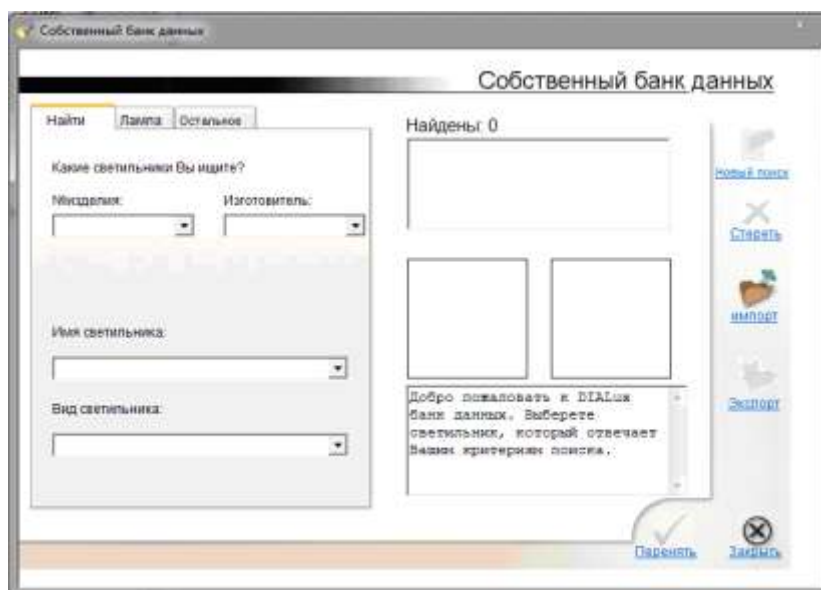 Собственный банк данных
Собственный банк данных
Найти
Лампа
Остальное
Какие светильники Вы ищите?
№изделия:
Изготовитель:
Имя светильника:
Вид светильника:
Найдены: 0
Добро пожаловать к DIALux
банк данных. Выберете
светильник, который отвечает
Вашим критериям поиска.
Новый поиск
Стереть
импорт
Экспорт
Перенять
Закрыть